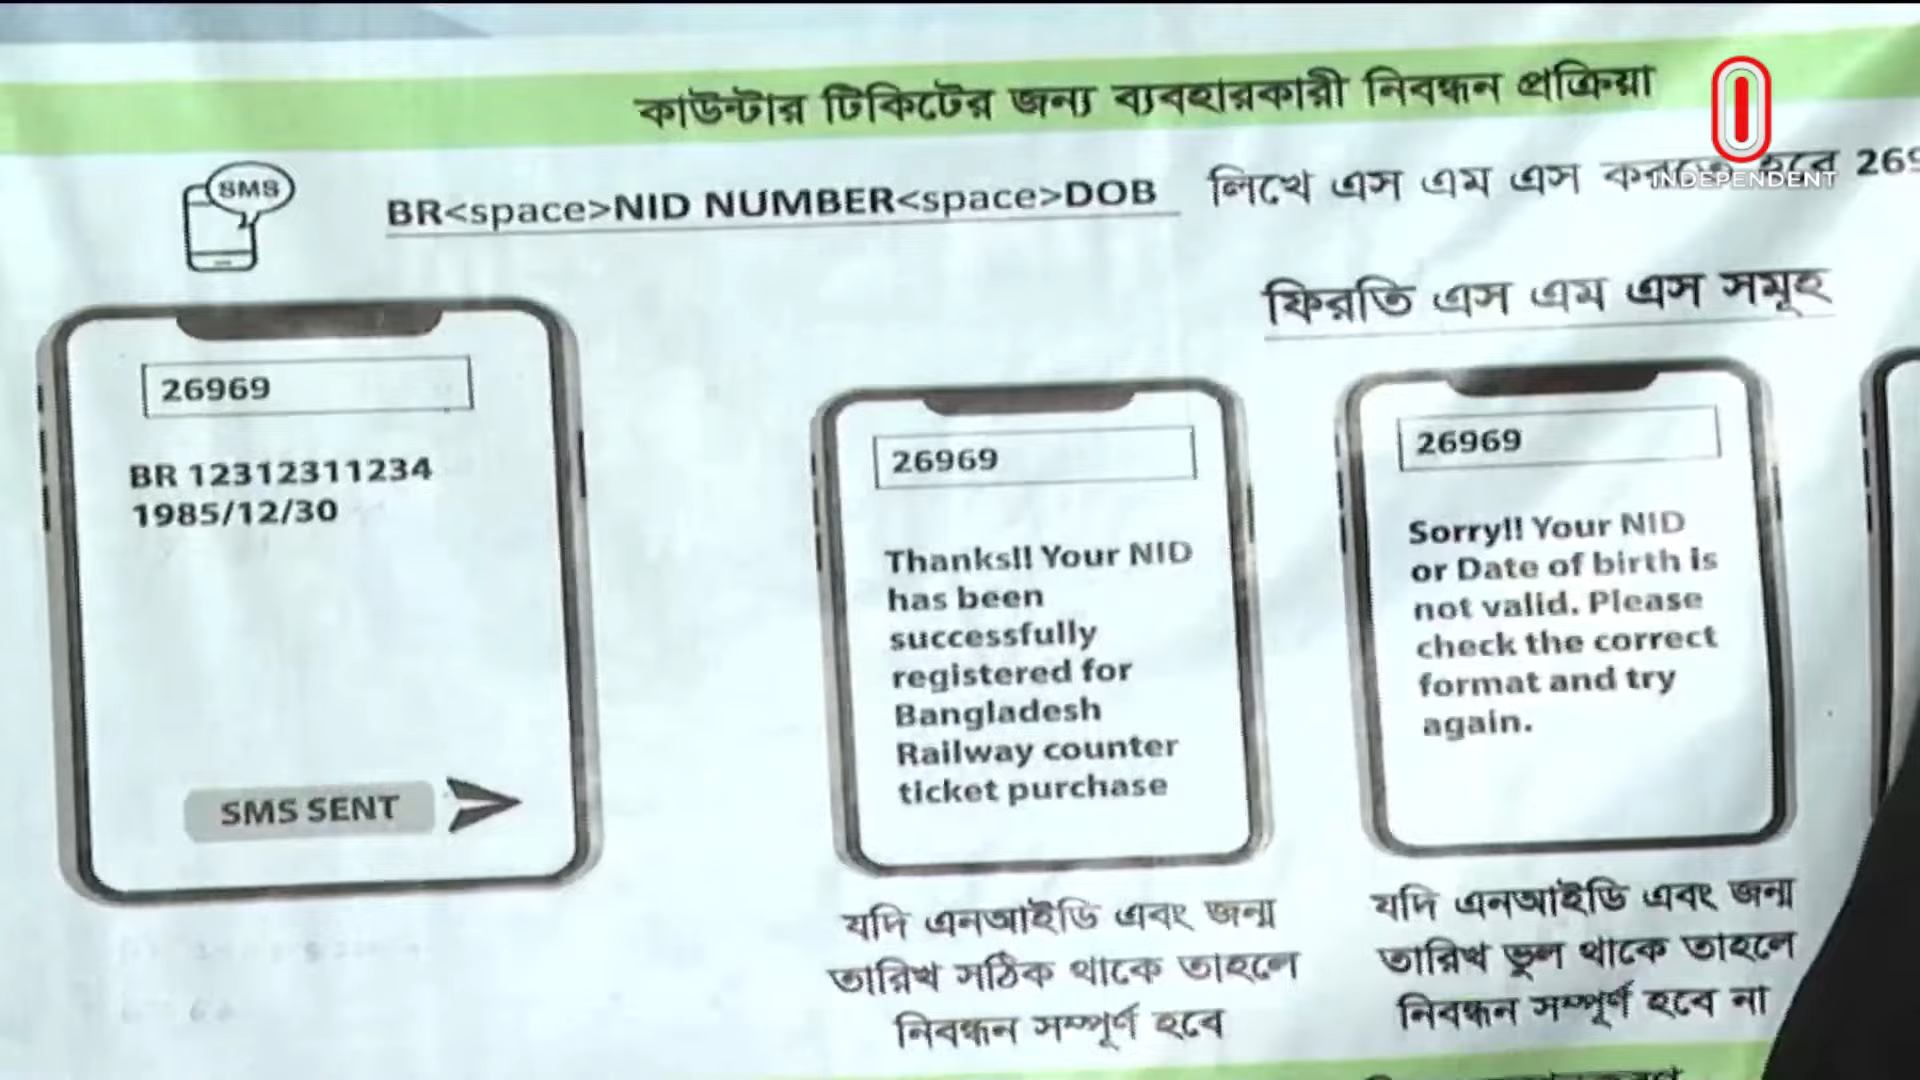 কাউন্টার টিকিটের জন্য ব্যবহারকারী নিবন্ধন প্রক্রিয়া
SMS
BR<space>NID NUMBER<space>DOB লিখে এস এম এস করতে হবে 269
INDEPENDENT
ফিরতি এস এম এস সমূহ
26969
BR 12312311234
1985/12/30
SMS SENT
26969
Thanks!! Your NID
has been
successfully
registered for
Bangladesh
Railway counter
ticket purchase
যদি এনআইডি এবং জন্ম
তারিখ সঠিক থাকে তাহলে
নিবন্ধন সম্পূর্ণ হবে
26969
Sorry!! Your NID
or Date of birth is
not valid. Please
check the correct
format and try
again.
যদি এনআইডি এবং জন্ম
তারিখ ভুল থাকে তাহলে
নিবন্ধন সম্পূর্ণ হবে না